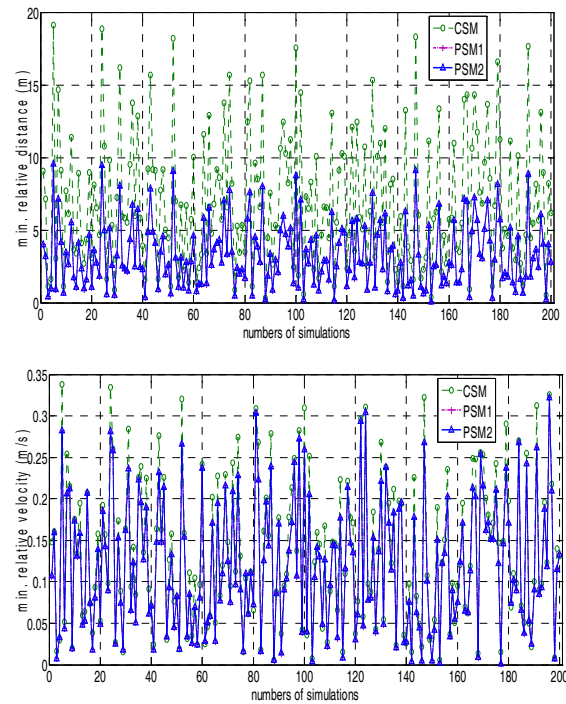 20
15
10
5
0
min. relative distance (m)
CSM
PSM1
PSM2
0 20 40 60 80 100 120 140 160 180 200
numbers of simulations
0.35
0.3
0.25
0.2
0.15
0.1
0.05
0
min. relative velocity (m/s)
CSM
PSM1
PSM2
0 20 40 60 80 100 120 140 160 180 200
numbers of simulations